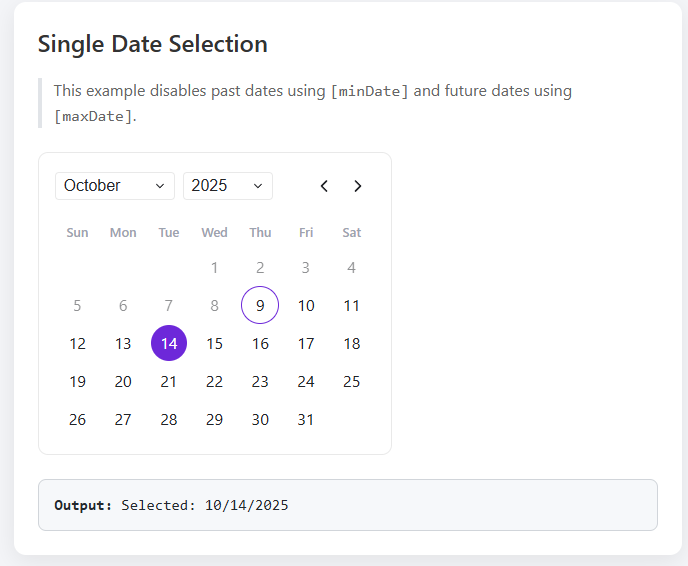 Single Date Selection
This example disables past dates using [minDate] and future dates using
[maxDate].
October 2025
Sun Mon Tue Wed Thu Fri Sat
1 2 3 4
5 6 7 8 9 10 11
12 13 14 15 16 17 18
19 20 21 22 23 24 25
26 27 28 29 30 31
Output: Selected: 10/14/2025